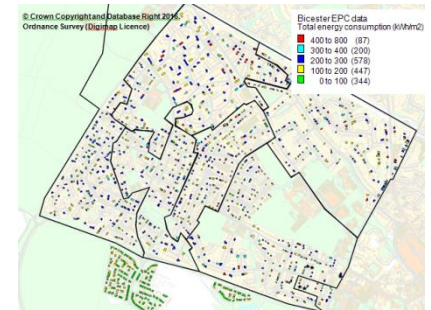 © Crown Copyright and Database Right 2016.
Ordnance Survey (Digimap Licence)
Bicester EPC data
Total energy consumption (kWh/m2)
400 to 800 (87)
300 to 400 (200)
200 to 300 (578)
100 to 200 (447)
0 to 100 (344)